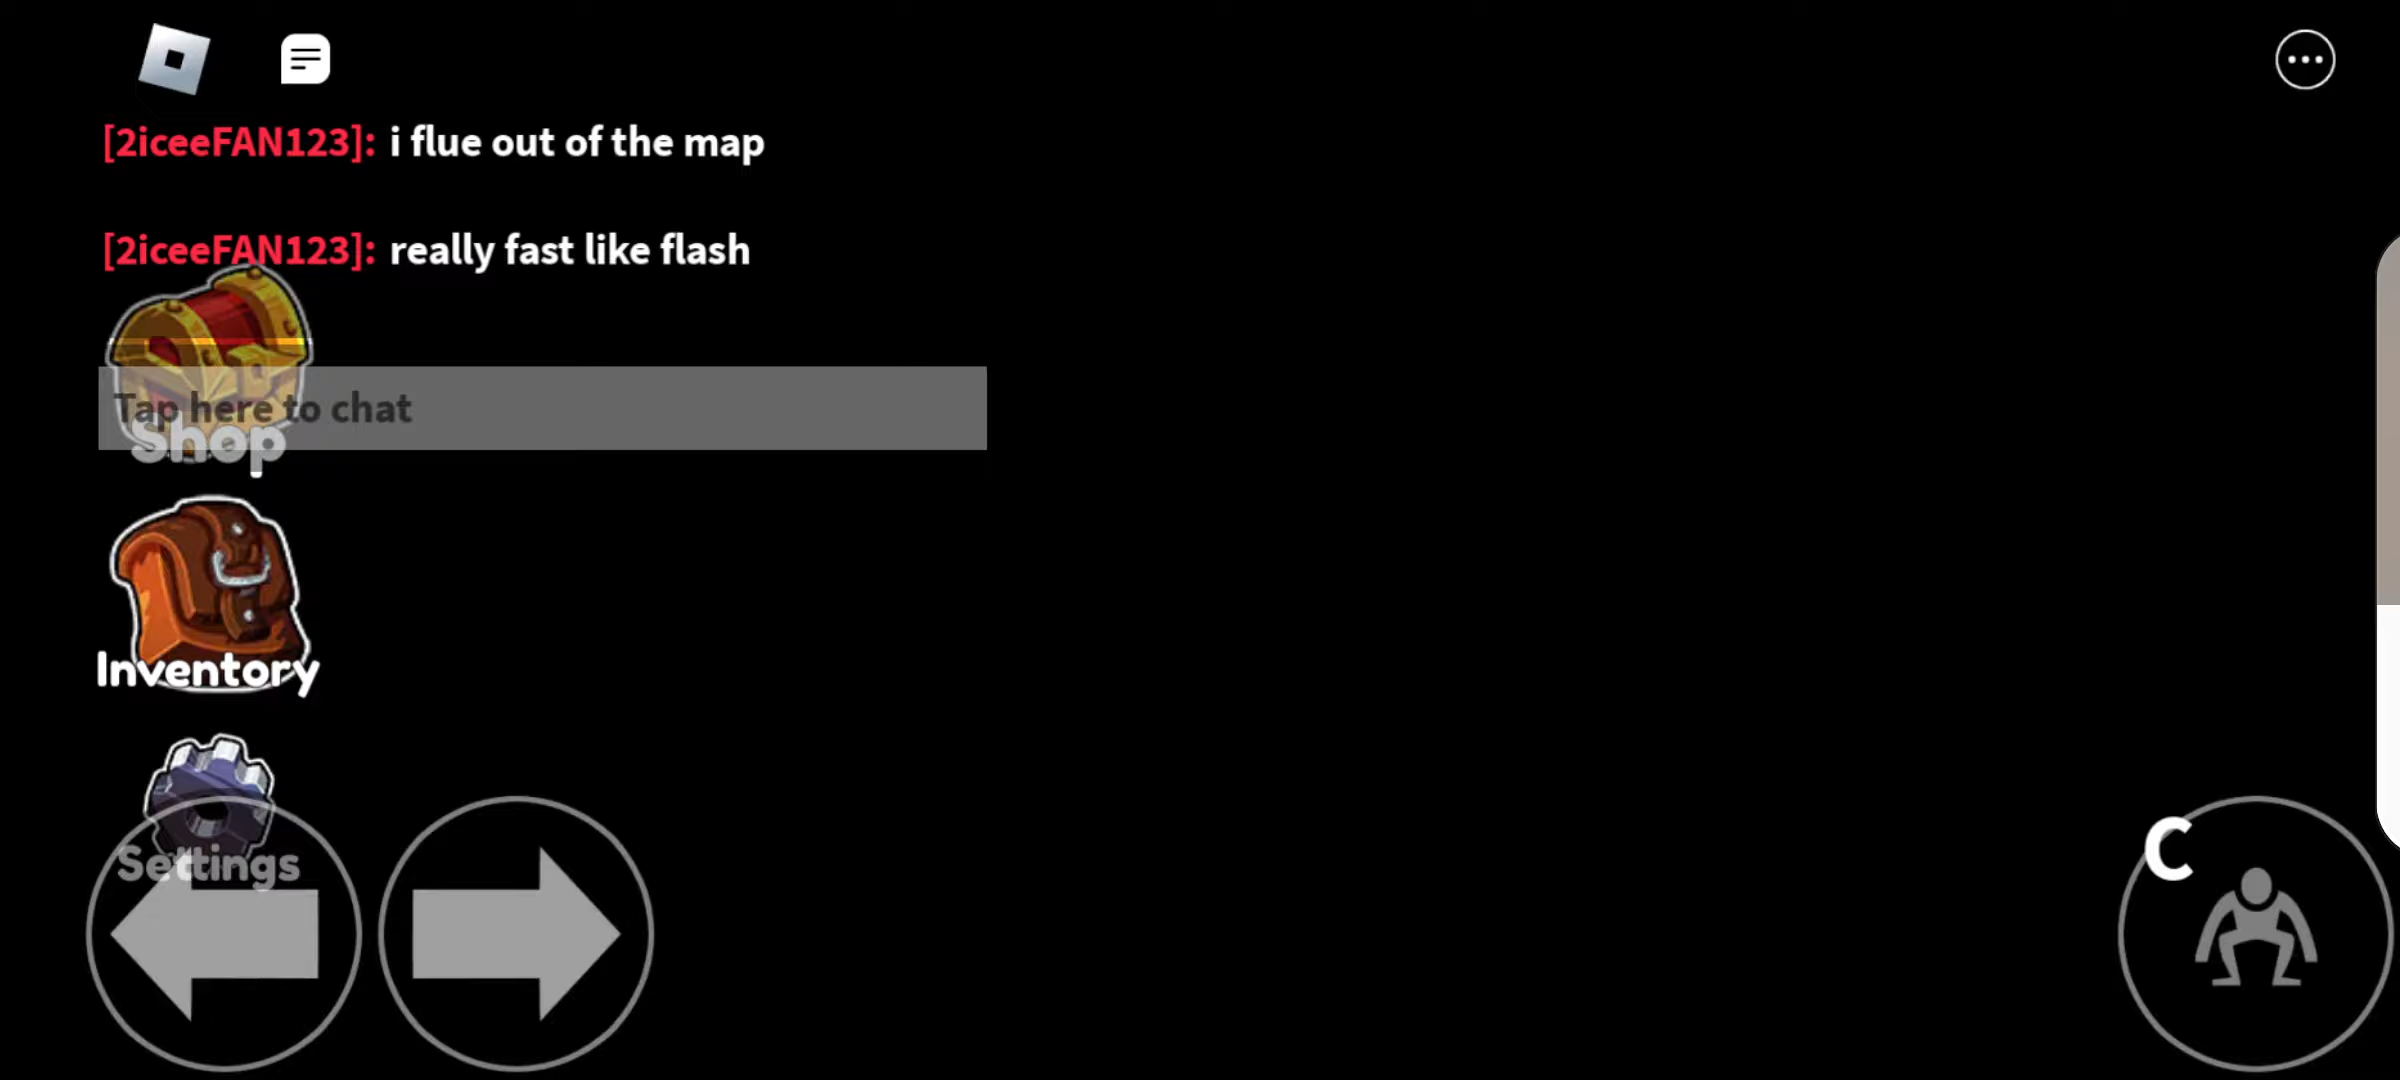 [2iceeFAN123]: i flue out of the map
[2iceeFAN123]: really fast like flash
Tap here to chat
Shop
Inventory
Settings
C